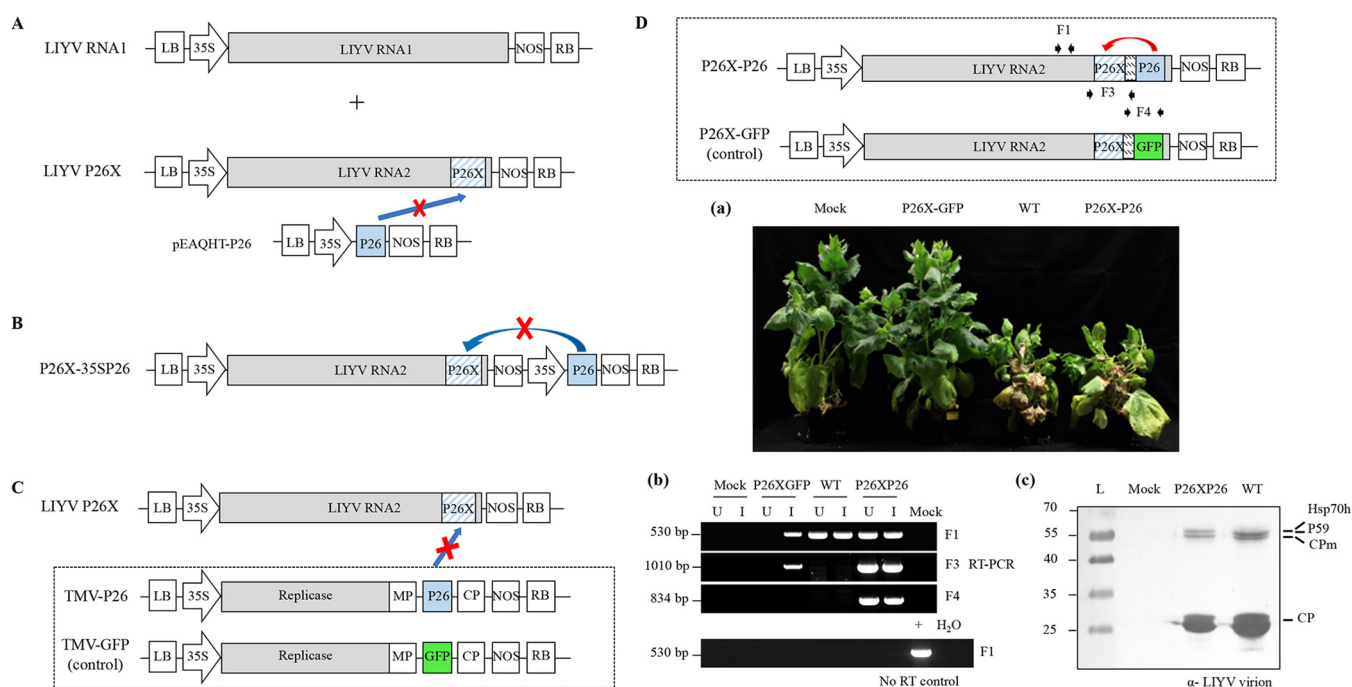 A
LIYV RNA1
LB 35S LIYV RNA1 NOS RB
+
LIYV P26X
LB 35S LIYV RNA2 P26X NOS RB
pEAQHT-P26
LB 35S P26 NOS RB
B
P26X-35SP26
LB 35S LIYV RNA2 P26X NOS 35S P26 NOS RB
C
LIYV P26X
LB 35S LIYV RNA2 P26X NOS RB
TMV-P26
LB 35S Replicase MP P26 CP NOS RB
TMV-GFP
(control)
LB 35S Replicase MP GFP CP NOS RB
D
F1
P26X-P26
LB 35S LIYV RNA2 P26X P26 NOS RB
F3
F4
P26X-GFP
(control)
LB 35S LIYV RNA2 P26X GFP NOS RB
(a)
Mock P26X-GFP WT P26X-P26
(b)
Mock P26XGFP WT P26XP26
U I U I U I U I Mock
530 bp F1
1010 bp F3 RT-PCR
834 bp F4
+ H2O
530 bp F1
No RT control
(c)
L Mock P26XP26 WT
70
55
40
35
25
Hsp70h
P59
CPm
CP
α- LIYV virion